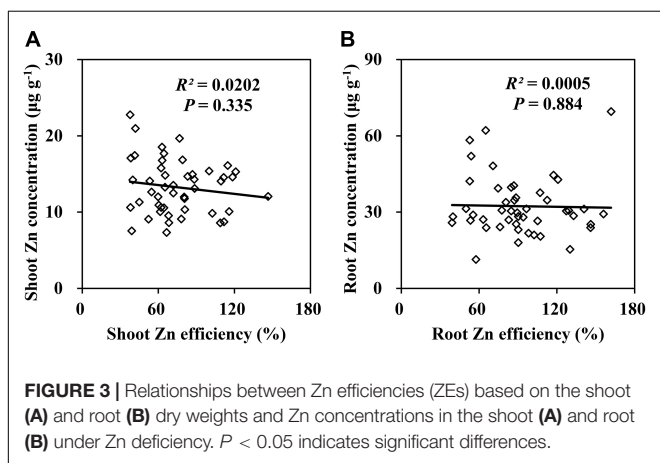 A
B
30
20
10
0
Shoot Zn concentration (µg g⁻¹)
R² = 0.0202
P = 0.335
0 60 120 180
Shoot Zn efficiency (%)
90
60
30
0
Root Zn concentration (µg g⁻¹)
R² = 0.0005
P = 0.884
0 60 120 180
Root Zn efficiency (%)
FIGURE 3 | Relationships between Zn efficiencies (ZEs) based on the shoot
(A) and root (B) dry weights and Zn concentrations in the shoot (A) and root
(B) under Zn deficiency. P < 0.05 indicates significant differences.